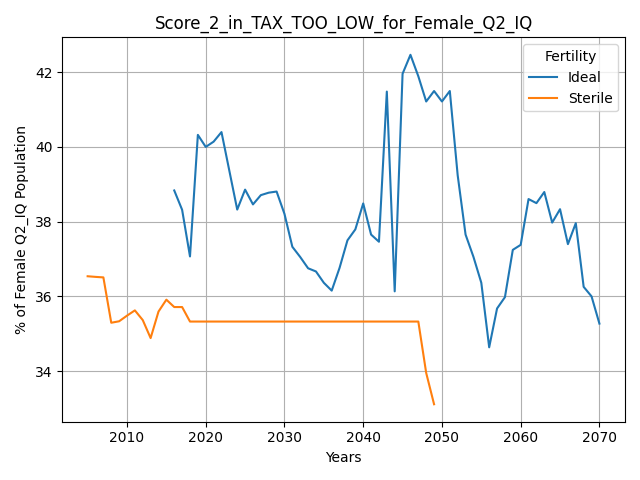 Score_2_in_TAX_TOO_LOW_for_Female_Q2_IQ
Fertility
Ideal
Sterile
% of Female Q2_IQ Population
42
40
38
36
34
2010
2020
2030
2040
2050
2060
2070
Years